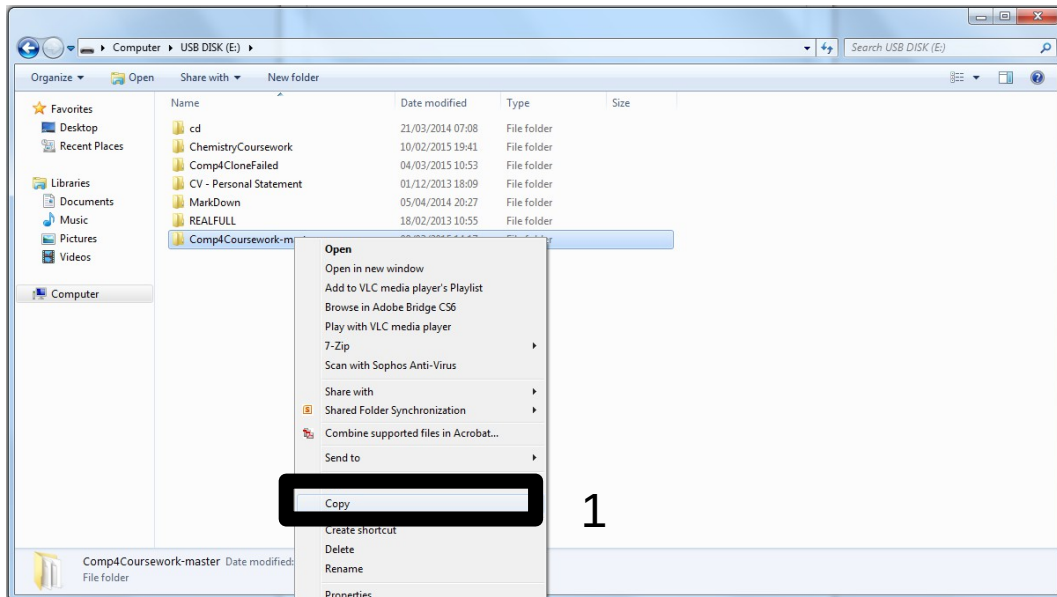 Computer ▸ USB DISK (E:) ▸
Search USB DISK (E:)
Organize Open Share with New folder
Name Date modified Type Size
Favorites
Desktop
Recent Places
Libraries
Documents
Music
Pictures
Videos
Computer
cd 21/03/2014 07:08 File folder
ChemistryCoursework 10/02/2015 19:41 File folder
Comp4CloneFailed 04/03/2015 10:53 File folder
CV - Personal Statement 01/12/2013 18:09 File folder
MarkDown 05/04/2014 20:27 File folder
REALFULL 18/02/2013 10:55 File folder
Open
Open in new window
Add to VLC media player's Playlist
Browse in Adobe Bridge CS6
Play with VLC media player
7-Zip
Scan with Sophos Anti-Virus
Share with
Shared Folder Synchronization
Combine supported files in Acrobat...
Send to
Copy
1
Create shortcut
Delete
Rename
Properties
Comp4Coursework-master Date modified:
File folder